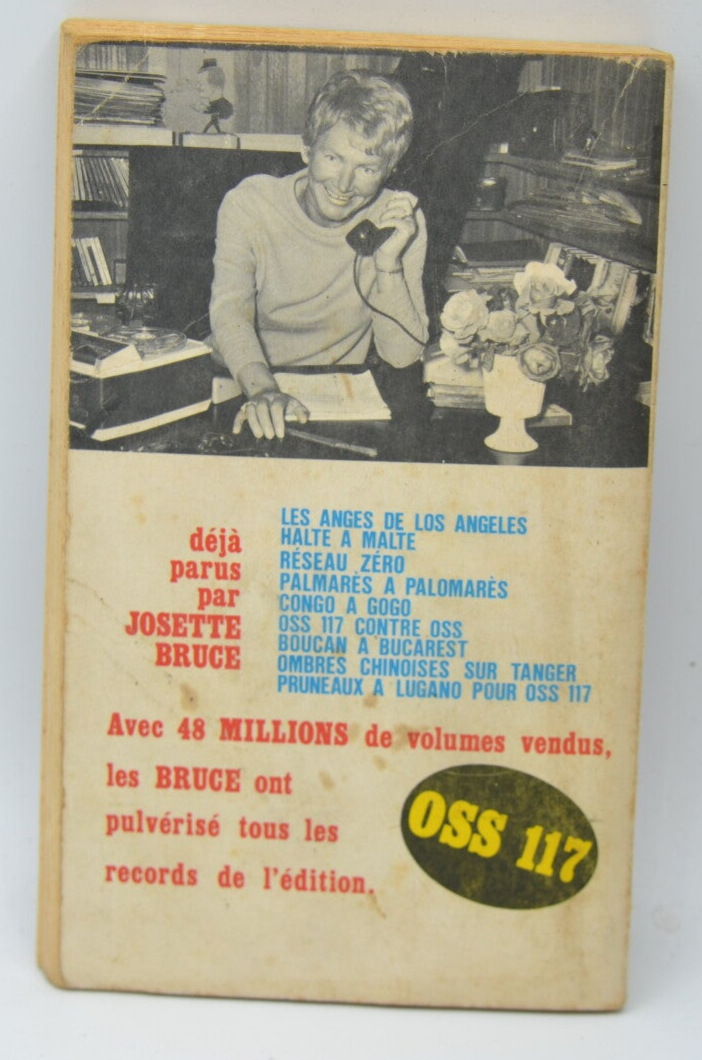 déjà
parus
par
JOSETTE
BRUCE
LES ANGES DE LOS ANGELES
HALTE A MALTE
RÉSEAU ZÉRO
PALMARÈS A PALOMARÈS
CONGO A GOGO
OSS 117 CONTRE OSS
BOUCAN A BUCAREST
OMBRES CHINOISES SUR TANGER
PRUNEAUX A LUGANO POUR OSS 117
Avec 48 MILLIONS de volumes vendus,
les BRUCE ont
pulvérisé tous les
records de l'édition.
OSS 117